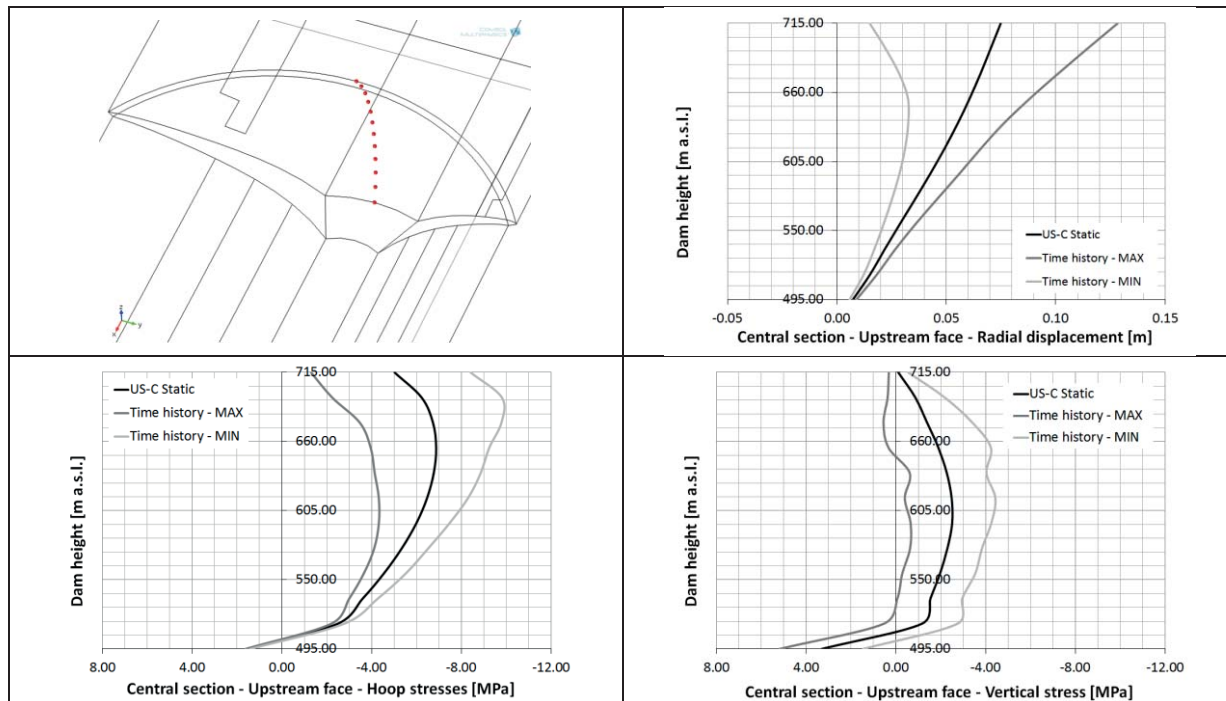 z
x
y
715.00
660.00
605.00
550.00
495.00
Dam height [m a.s.l.]
US-C Static
Time history - MAX
Time history - MIN
-0.05
0.00
0.05
0.10
0.15
Central section - Upstream face - Radial displacement [m]
715.00
660.00
605.00
550.00
495.00
Dam height [m a.s.l.]
US-C Static
Time history - MAX
Time history - MIN
8.00
4.00
0.00
-4.00
-8.00
-12.00
Central section - Upstream face - Hoop stresses [MPa]
715.00
660.00
605.00
550.00
495.00
Dam height [m a.s.l.]
US-C Static
Time history - MAX
Time history - MIN
8.00
4.00
0.00
-4.00
-8.00
-12.00
Central section - Upstream face - Vertical stress [MPa]